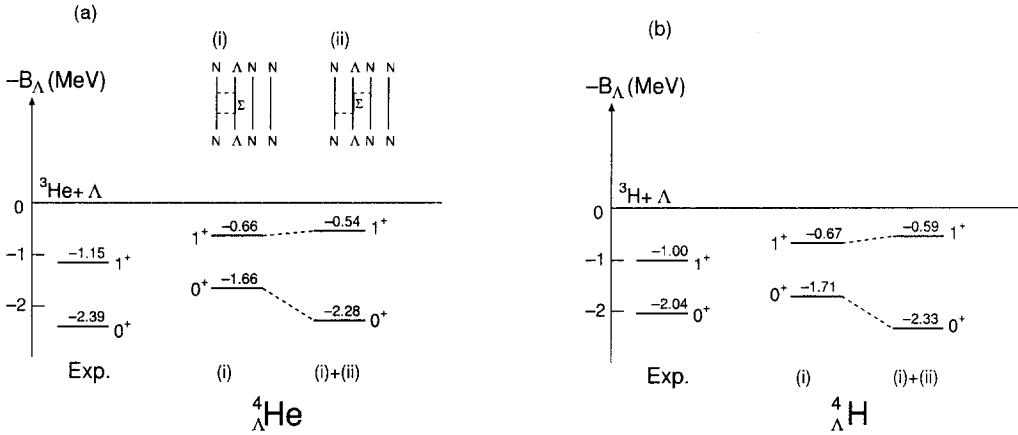 (a)
(i) (ii)
N Λ N N N Λ N N
Σ Σ
N Λ N N N Λ N N
−B_Λ (MeV)
³He + Λ
0
−0.66 −0.54
1⁺ 1⁺
−1 −1.15 1⁺
−1.66
0⁺
−2 −2.39 0⁺
−2.28 0⁺
Exp. (i) (i)+(ii)
⁴_ΛHe
(b)
−B_Λ (MeV)
³H + Λ
0
−0.67 −0.59
1⁺ 1⁺
−1 −1.00 1⁺
−1.71
0⁺
−2 −2.04 0⁺
−2.33 0⁺
Exp. (i) (i)+(ii)
⁴_ΛH